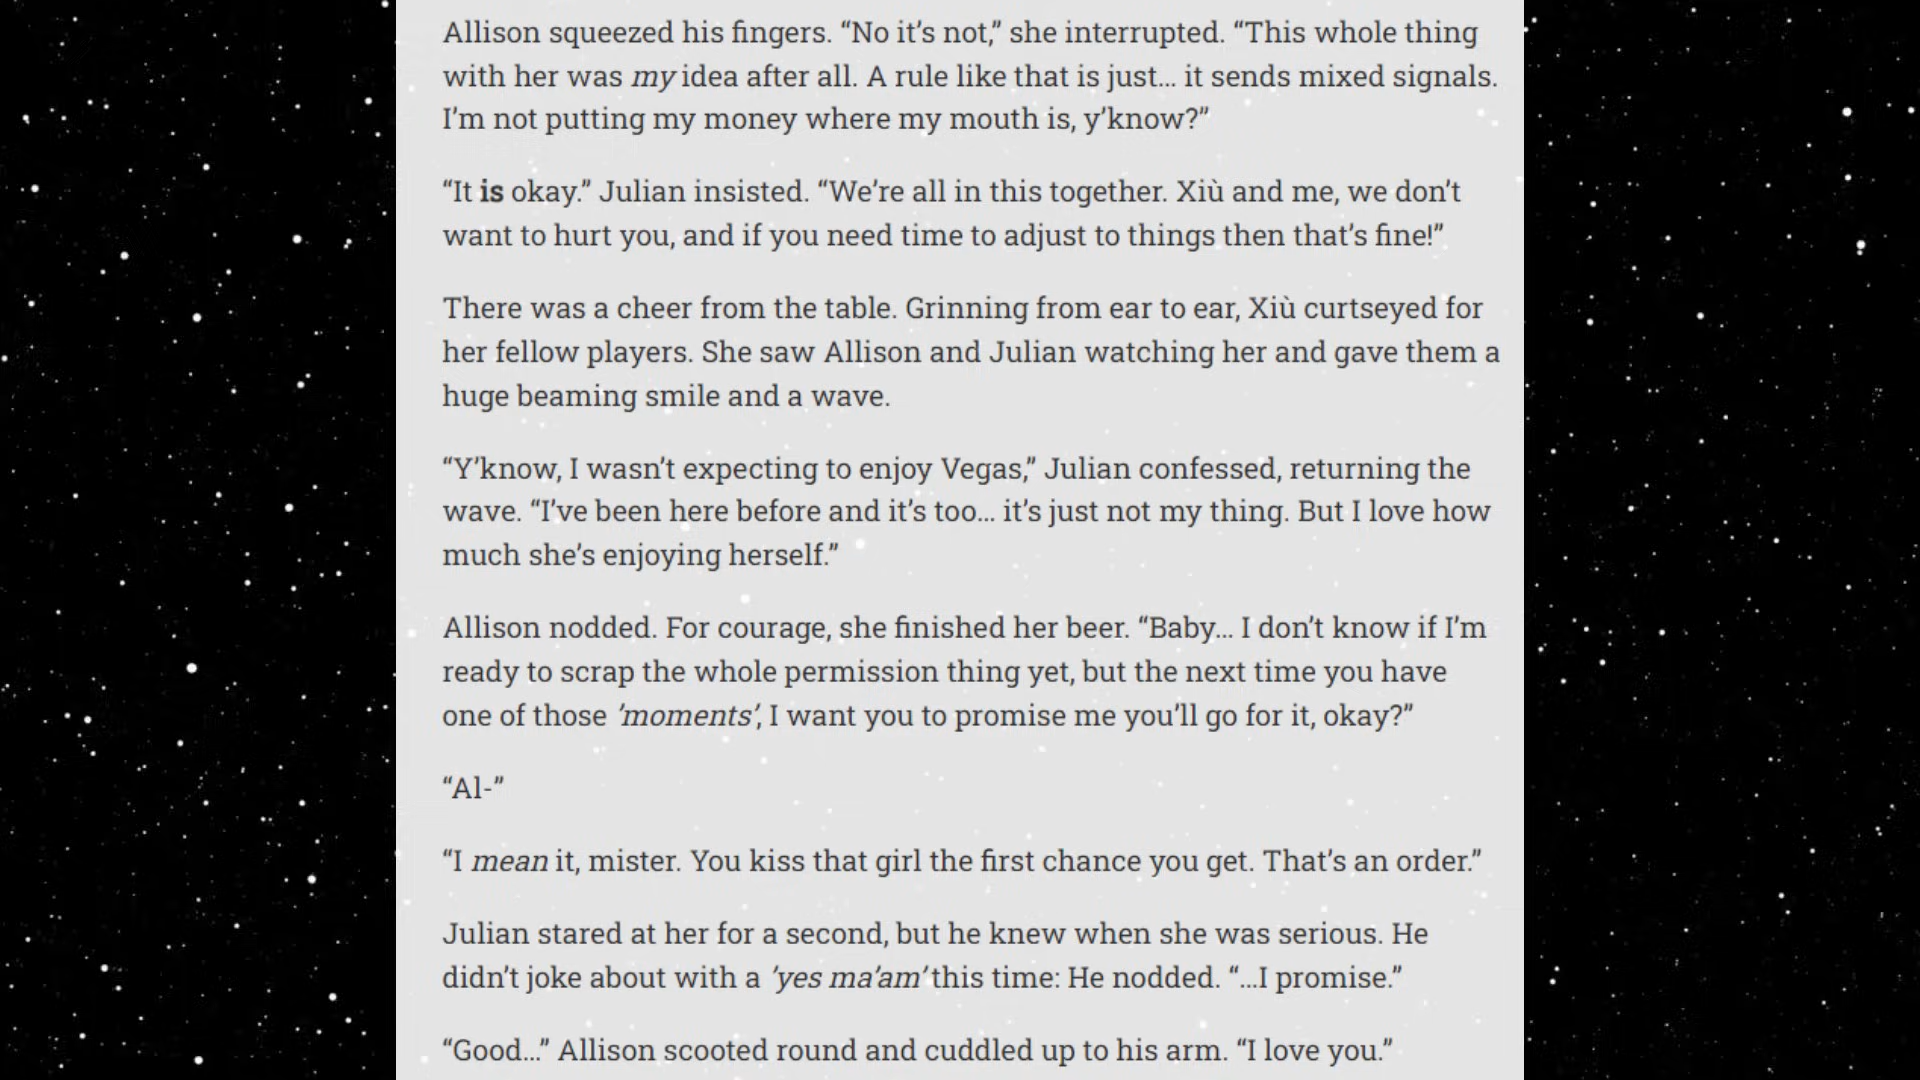 Allison squeezed his fingers. “No it’s not,” she interrupted. “This whole thing
with her was my idea after all. A rule like that is just… it sends mixed signals.
I’m not putting my money where my mouth is, y’know?”
“It is okay.” Julian insisted. “We’re all in this together. Xiù and me, we don’t
want to hurt you, and if you need time to adjust to things then that’s fine!”
There was a cheer from the table. Grinning from ear to ear, Xiù curtseyed for
her fellow players. She saw Allison and Julian watching her and gave them a
huge beaming smile and a wave.
“Y’know, I wasn’t expecting to enjoy Vegas,” Julian confessed, returning the
wave. “I’ve been here before and it’s too… it’s just not my thing. But I love how
much she’s enjoying herself.”
Allison nodded. For courage, she finished her beer. “Baby… I don’t know if I’m
ready to scrap the whole permission thing yet, but the next time you have
one of those ’moments’, I want you to promise me you’ll go for it, okay?”
“Al-”
“I mean it, mister. You kiss that girl the first chance you get. That’s an order.”
Julian stared at her for a second, but he knew when she was serious. He
didn’t joke about with a ’yes ma’am’ this time: He nodded. “…I promise.”
“Good…” Allison scooted round and cuddled up to his arm. “I love you.”